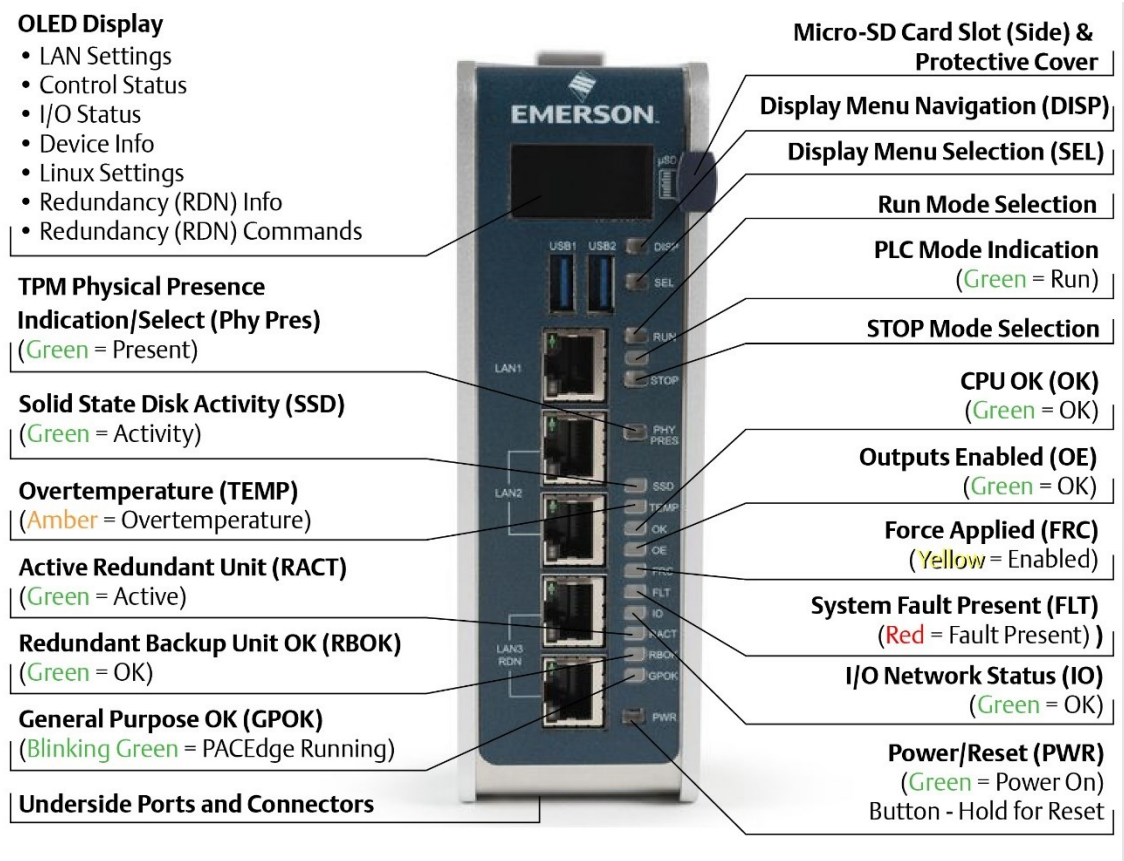 OLED Display
• LAN Settings
• Control Status
• I/O Status
• Device Info
• Linux Settings
• Redundancy (RDN) Info
• Redundancy (RDN) Commands
TPM Physical Presence
Indication/Select (Phy Pres)
(Green = Present)
Solid State Disk Activity (SSD)
(Green = Activity)
Overtemperature (TEMP)
(Amber = Overtemperature)
Active Redundant Unit (RACT)
(Green = Active)
Redundant Backup Unit OK (RBOK)
(Green = OK)
General Purpose OK (GPOK)
(Blinking Green = PACEdge Running)
Underside Ports and Connectors
EMERSON.
µSD
USB1 USB2 DISP
SEL
RUN
LAN1
STOP
PHY
PRES
SSD
LAN2
TEMP
OK
OE
FRC
FLT
IO
RACT
LAN3
RDN
RBOK
GPOK
PWR
Micro-SD Card Slot (Side) &
Protective Cover
Display Menu Navigation (DISP)
Display Menu Selection (SEL)
Run Mode Selection
PLC Mode Indication
(Green = Run)
STOP Mode Selection
CPU OK (OK)
(Green = OK)
Outputs Enabled (OE)
(Green = OK)
Force Applied (FRC)
(Yellow = Enabled)
System Fault Present (FLT)
(Red = Fault Present) )
I/O Network Status (IO)
(Green = OK)
Power/Reset (PWR)
(Green = Power On)
Button - Hold for Reset